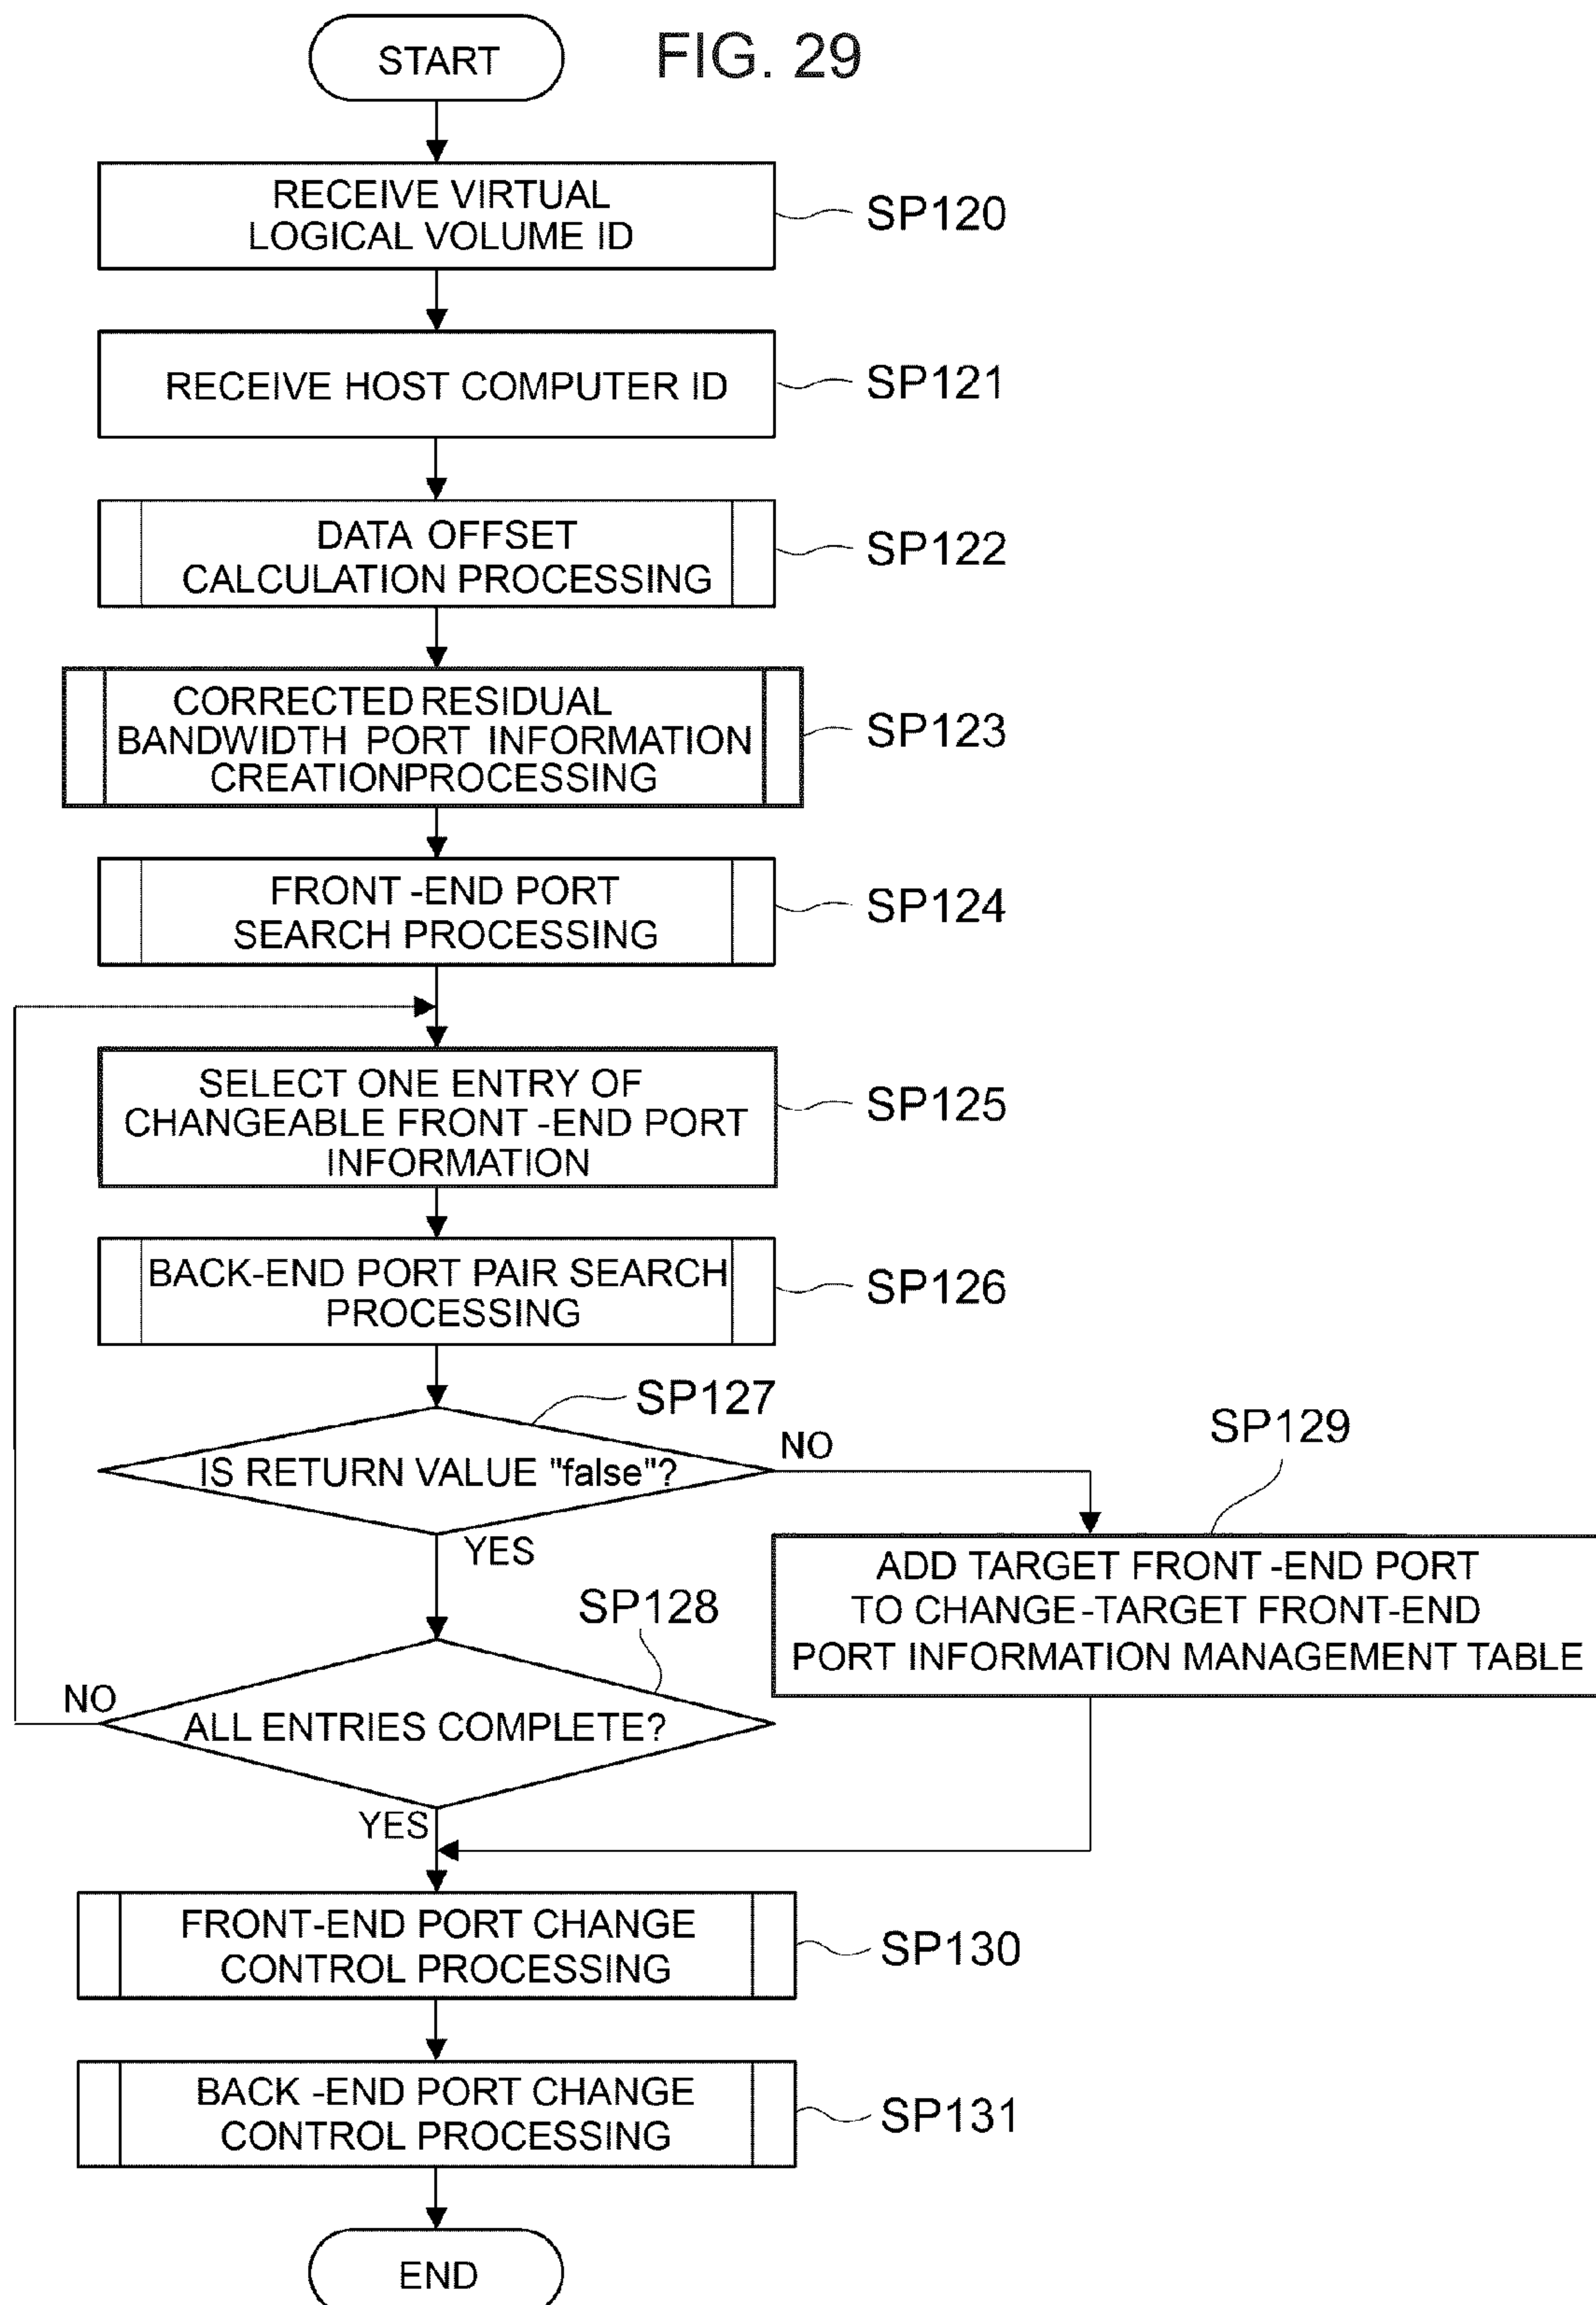 START
FIG. 29
RECEIVE VIRTUAL
LOGICAL VOLUME ID
SP120
RECEIVE HOST COMPUTER ID
SP121
DATA OFFSET
CALCULATION PROCESSING
SP122
CORRECTED RESIDUAL
BANDWIDTH PORT INFORMATION
CREATIONPROCESSING
SP123
FRONT -END PORT
SEARCH PROCESSING
SP124
SELECT ONE ENTRY OF
CHANGEABLE FRONT -END PORT
INFORMATION
SP125
BACK-END PORT PAIR SEARCH
PROCESSING
SP126
SP127
IS RETURN VALUE "false"?
NO
YES
SP129
ADD TARGET FRONT -END PORT
TO CHANGE-TARGET FRONT-END
PORT INFORMATION MANAGEMENT TABLE
SP128
NO
ALL ENTRIES COMPLETE?
YES
FRONT-END PORT CHANGE
CONTROL PROCESSING
SP130
BACK -END PORT CHANGE
CONTROL PROCESSING
SP131
END